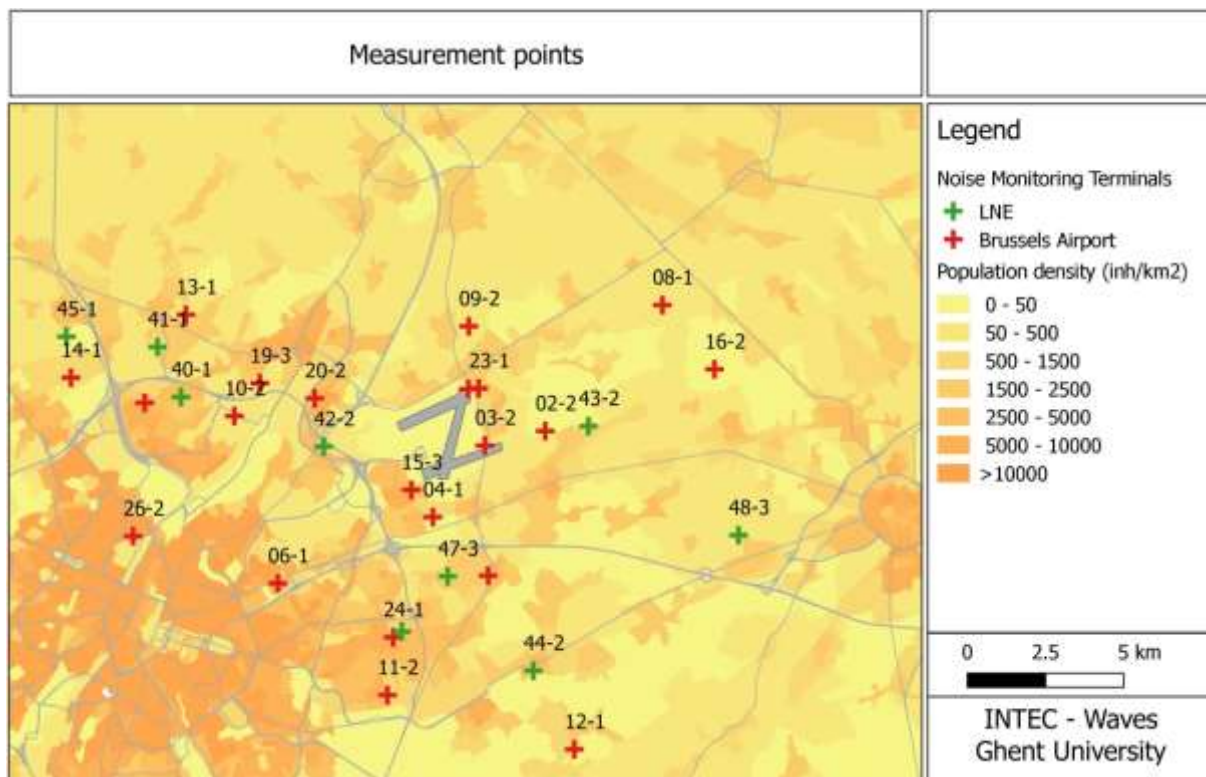 Measurement points
Legend
Noise Monitoring Terminals
LNE
Brussels Airport
Population density (inh/km2)
0 - 50
50 - 500
500 - 1500
1500 - 2500
2500 - 5000
5000 - 10000
>10000
0 2.5 5 km
INTEC - Waves
Ghent University
08-1
13-1
09-2
45-1
41-1
14-1
16-2
19-3
23-1
40-1
20-2
10-2
02-2
43-2
42-2
03-2
15-3
04-1
26-2
48-3
06-1
47-3
24-1
44-2
11-2
12-1